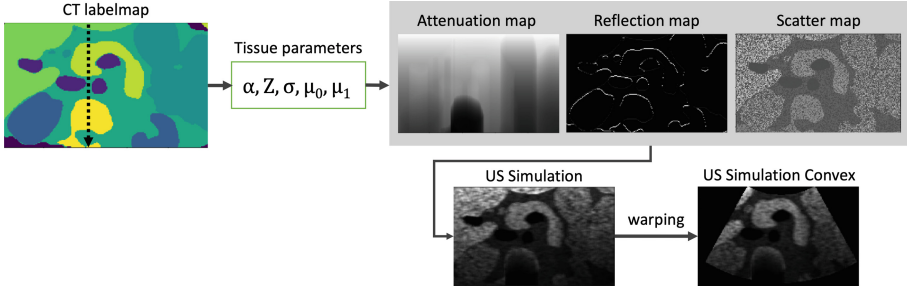 CT labelmap
Tissue parameters
α, Z, σ, μ₀, μ₁
Attenuation map
Reflection map
Scatter map
US Simulation
warping
US Simulation Convex